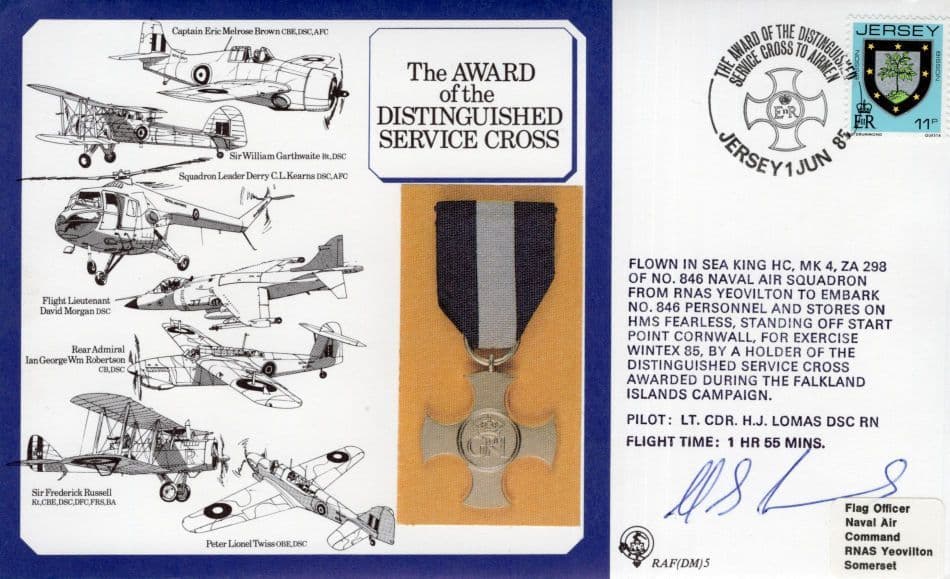 Captain Eric Melrose Brown CBE,DSC,AFC
Sir William Garthwaite Bt,DSC
Squadron Leader Derry C.L.Kearns DSC,AFC
Flight Lieutenant
David Morgan DSC
Rear Admiral
Ian George Wm Robertson
CB,DSC
Sir Frederick Russell
Kt,CBE,DSC,DFC,FRS,BA
Peter Lionel Twiss OBE,DSC
The AWARD
of the
DISTINGUISHED
SERVICE CROSS
THE AWARD OF THE DISTINGUISHED
SERVICE CROSS TO AIRMEN
EIIR
JERSEY 1 JUN 85
JERSEY
EIIR
11P
DRUMMOND
QUESTA
FLOWN IN SEA KING HC, MK 4, ZA 298
OF NO. 846 NAVAL AIR SQUADRON
FROM RNAS YEOVILTON TO EMBARK
NO. 846 PERSONNEL AND STORES ON
HMS FEARLESS, STANDING OFF START
POINT CORNWALL, FOR EXERCISE
WINTEX 85, BY A HOLDER OF THE
DISTINGUISHED SERVICE CROSS
AWARDED DURING THE FALKLAND
ISLANDS CAMPAIGN.
PILOT: LT. CDR. H.J. LOMAS DSC RN
FLIGHT TIME: 1 HR 55 MINS.
RAF(DM)5
Flag Officer
Naval Air
Command
RNAS Yeovilton
Somerset